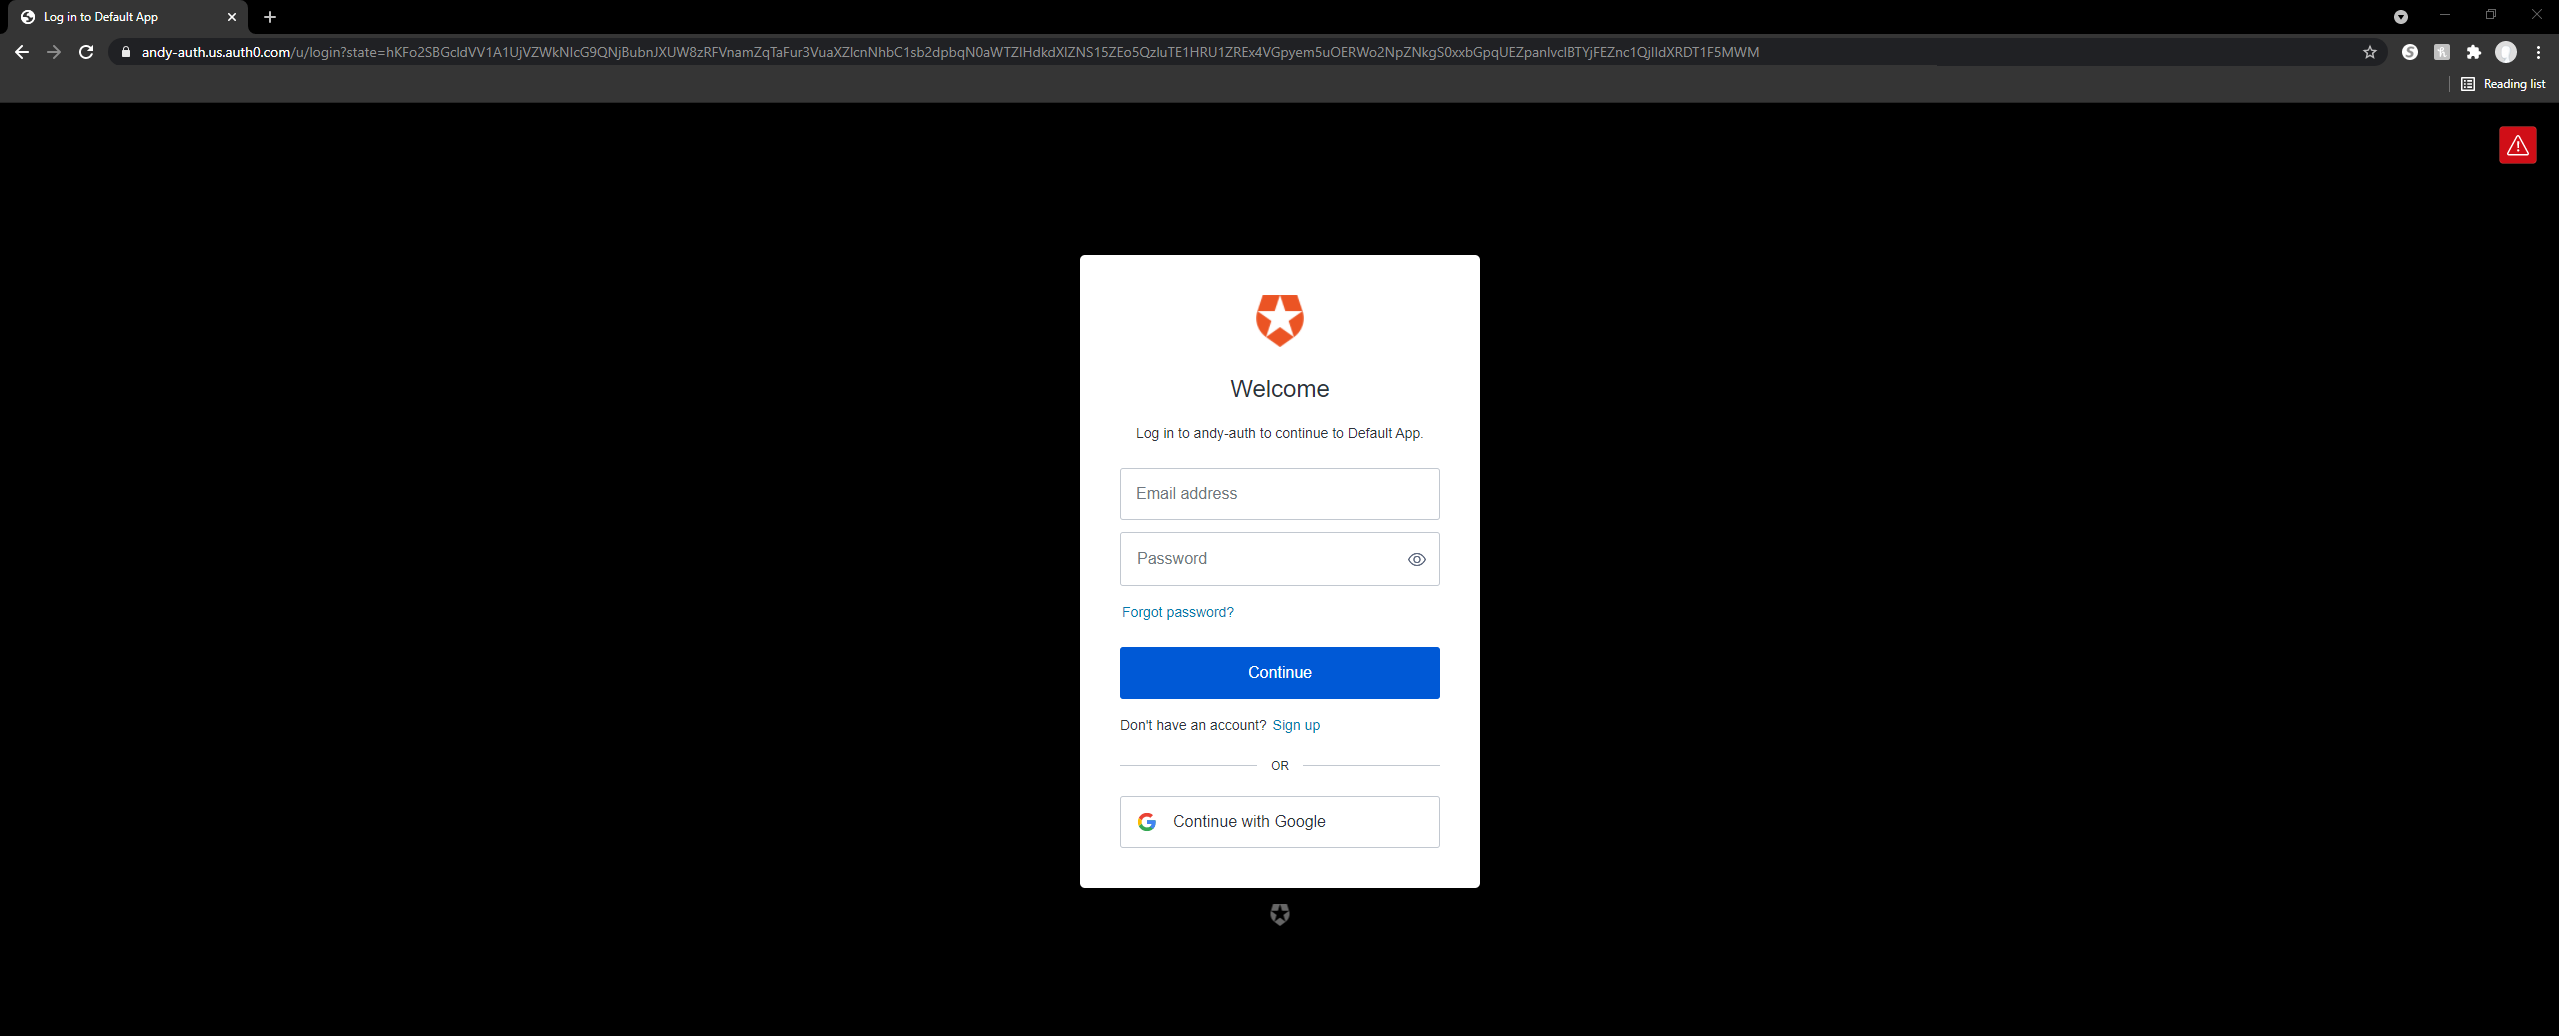 Log in to Default App
andy-auth.us.auth0.com/u/login?state=
Reading list
Welcome
Log in to andy-auth to continue to Default App.
Email address
Password
Forgot password?
Continue
Don't have an account? Sign up
OR
Continue with Google